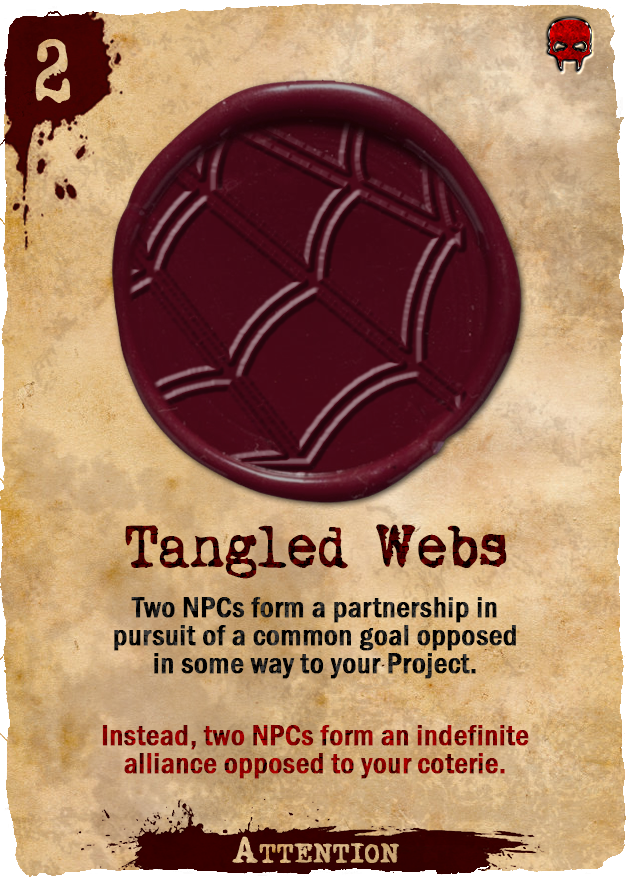 2
Tangled Webs
Two NPCs form a partnership in
pursuit of a common goal opposed
in some way to your Project.
Instead, two NPCs form an indefinite
alliance opposed to your coterie.
Attention